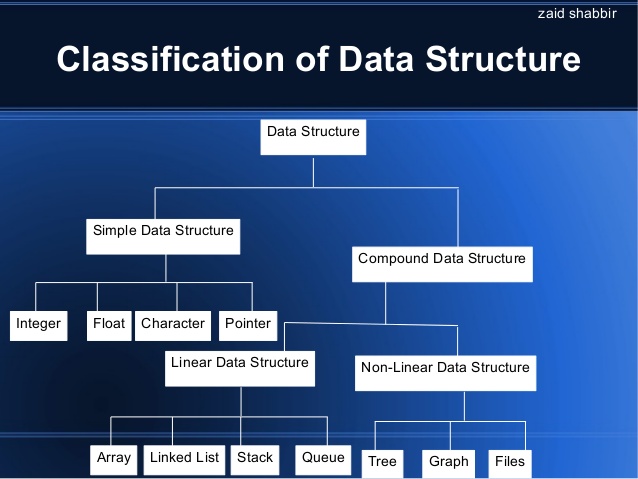 zaid shabbir
Classification of Data Structure
Data Structure
Simple Data Structure
Compound Data Structure
Integer
Float
Character
Pointer
Linear Data Structure
Non-Linear Data Structure
Array
Linked List
Stack
Queue
Tree
Graph
Files